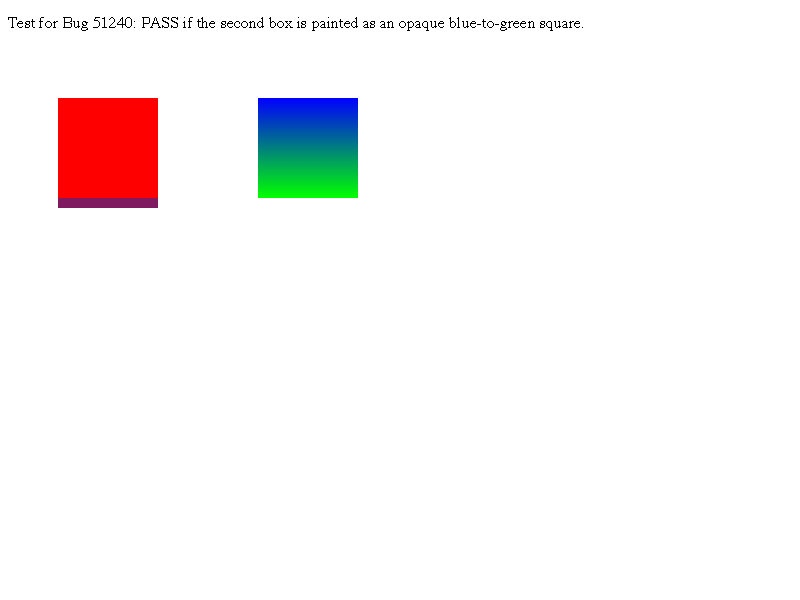 Test for Bug 51240: PASS if the second box is painted as an opaque blue-to-green square.